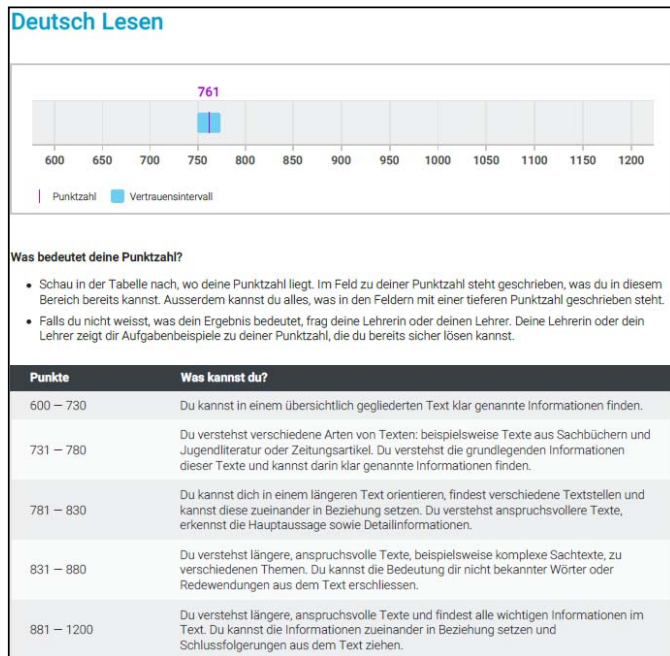 Deutsch Lesen
761
600 650 700 750 800 850 900 950 1000 1050 1100 1150 1200
Punktzahl Vertrauensintervall
Was bedeutet deine Punktzahl?
• Schau in der Tabelle nach, wo deine Punktzahl liegt. Im Feld zu deiner Punktzahl steht geschrieben, was du in diesem
Bereich bereits kannst. Ausserdem kannst du alles, was in den Feldern mit einer tieferen Punktzahl geschrieben steht.
• Falls du nicht weisst, was dein Ergebnis bedeutet, frag deine Lehrerin oder deinen Lehrer. Deine Lehrerin oder dein
Lehrer zeigt dir Aufgabenbeispiele zu deiner Punktzahl, die du bereits sicher lösen kannst.
Punkte Was kannst du?
600 — 730 Du kannst in einem übersichtlich gegliederten Text klar genannte Informationen finden.
731 — 780 Du verstehst verschiedene Arten von Texten: beispielsweise Texte aus Sachbüchern und
Jugendliteratur oder Zeitungsartikel. Du verstehst die grundlegenden Informationen
dieser Texte und kannst darin klar genannte Informationen finden.
781 — 830 Du kannst dich in einem längeren Text orientieren, findest verschiedene Textstellen und
kannst diese zueinander in Beziehung setzen. Du verstehst anspruchsvollere Texte,
erkennst die Hauptaussage sowie Detailinformationen.
831 — 880 Du verstehst längere, anspruchsvolle Texte, beispielsweise komplexe Sachtexte, zu
verschiedenen Themen. Du kannst die Bedeutung dir nicht bekannter Wörter oder
Redewendungen aus dem Text erschliessen.
881 — 1200 Du verstehst längere, anspruchsvolle Texte und findest alle wichtigen Informationen im
Text. Du kannst die Informationen zueinander in Beziehung setzen und
Schlussfolgerungen aus dem Text ziehen.